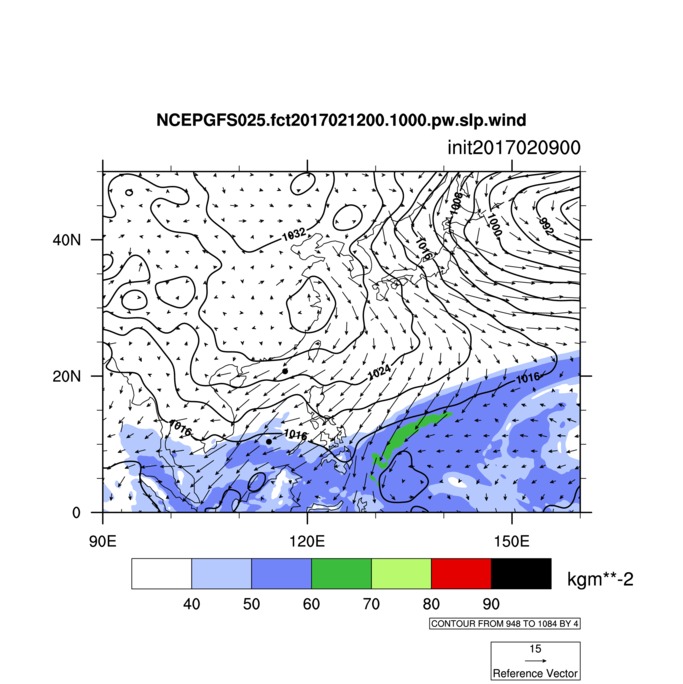 NCEPGFS025.fct2017021200.1000.pw.slp.wind
init2017020900
40N
20N
0
90E
120E
150E
1032
1008
1000
992
1016
1024
1016
1016
1016
40
50
60
70
80
90
kgm**-2
CONTOUR FROM 948 TO 1084 BY 4
15
Reference Vector